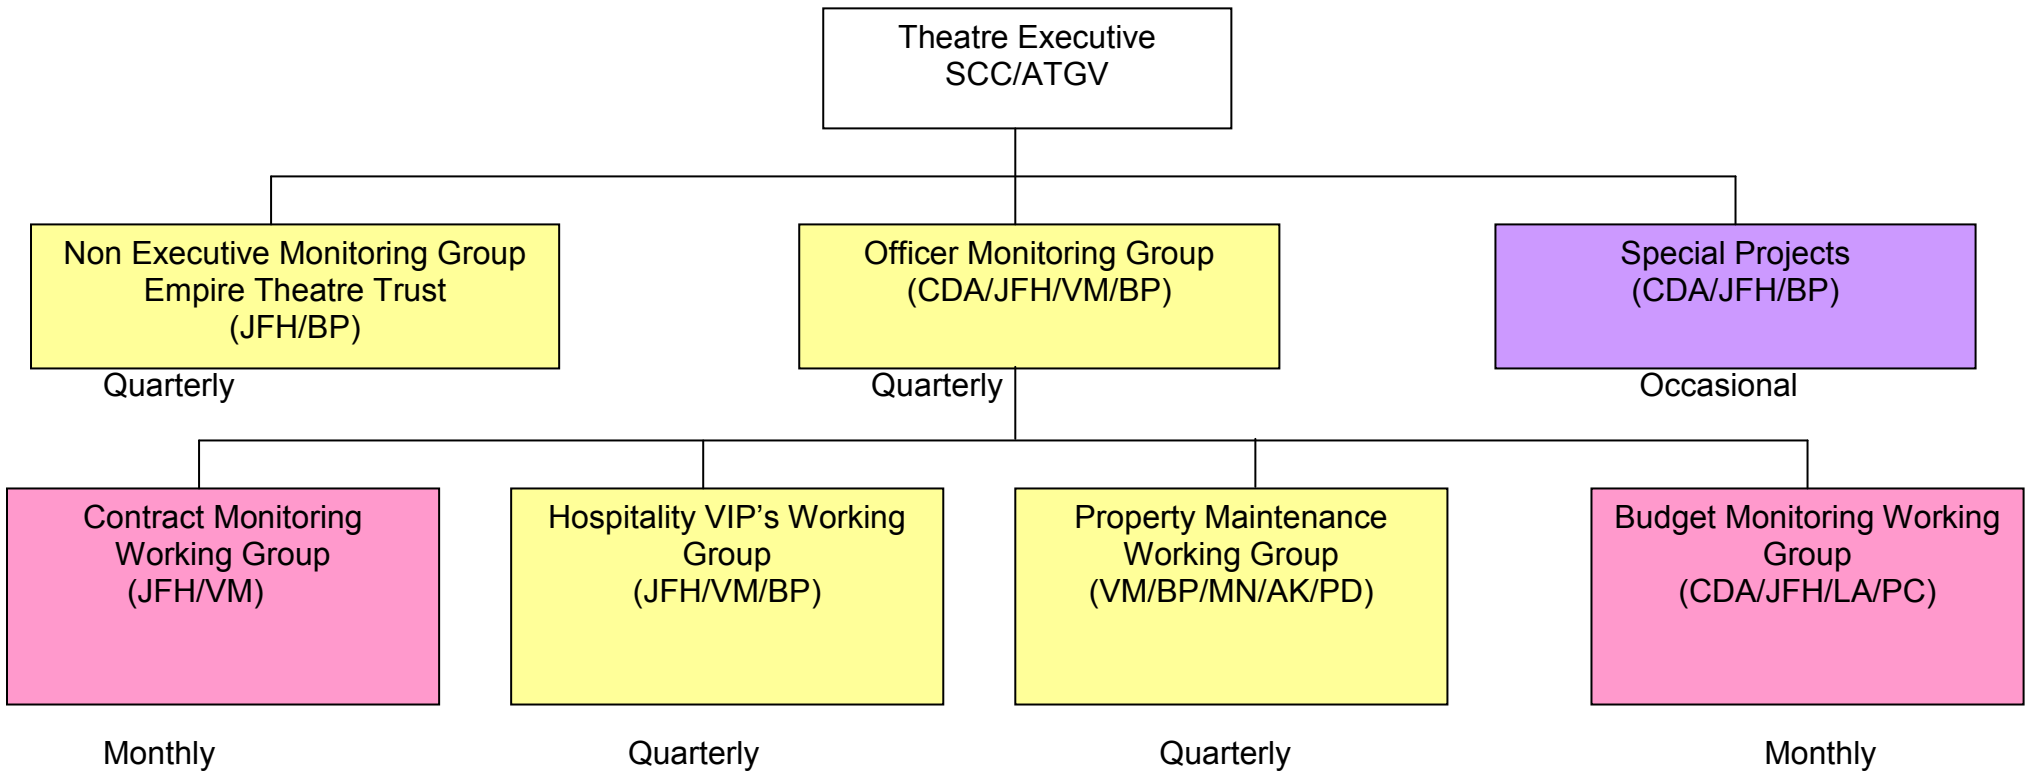 Theatre Executive
SCC/ATGV
Non Executive Monitoring Group
Empire Theatre Trust
(JFH/BP)
Quarterly
Officer Monitoring Group
(CDA/JFH/VM/BP)
Quarterly
Special Projects
(CDA/JFH/BP)
Occasional
Contract Monitoring
Working Group
(JFH/VM)
Monthly
Hospitality VIP’s Working
Group
(JFH/VM/BP)
Quarterly
Property Maintenance
Working Group
(VM/BP/MN/AK/PD)
Quarterly
Budget Monitoring Working
Group
(CDA/JFH/LA/PC)
Monthly